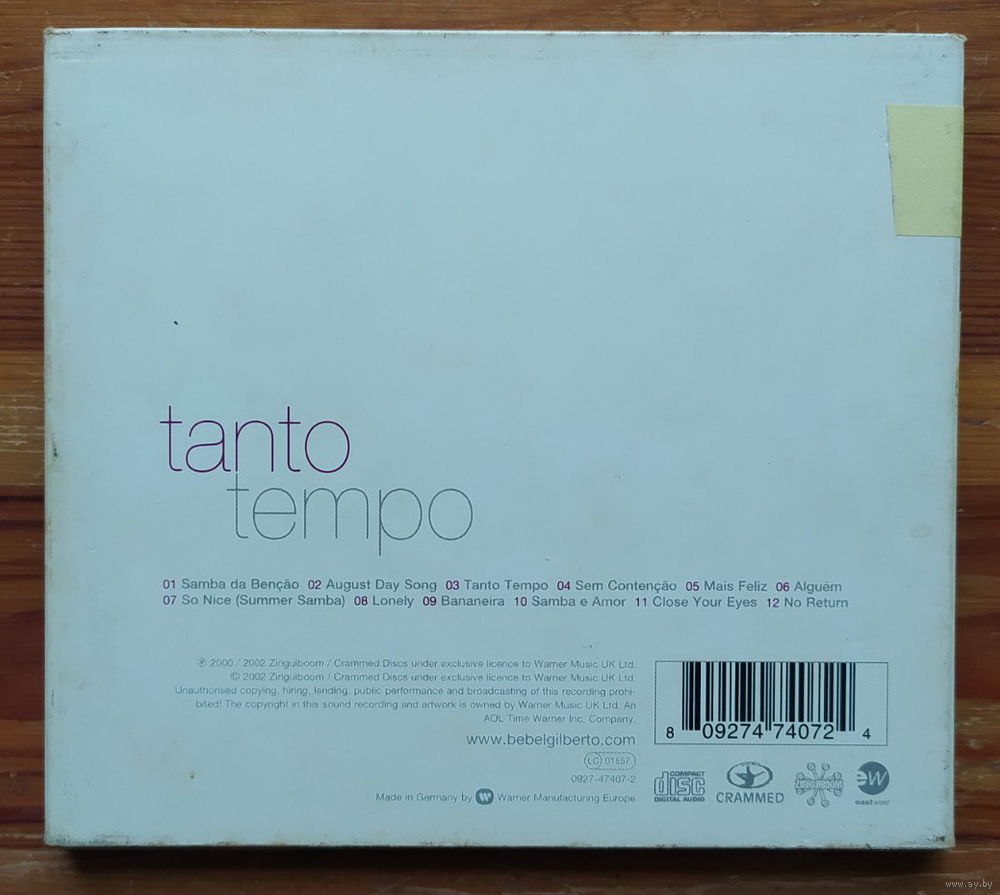 tanto
tempo
01 Samba da Benção 02 August Day Song 03 Tanto Tempo 04 Sem Contenção 05 Mais Feliz 06 Alguém
07 So Nice (Summer Samba) 08 Lonely 09 Bananeira 10 Samba e Amor 11 Close Your Eyes 12 No Return
℗ 2000 / 2002 Ziriguiboom / Crammed Discs under exclusive licence to Warner Music UK Ltd.
© 2002 Ziriguiboom / Crammed Discs under exclusive licence to Warner Music UK Ltd.
Unauthorised copying, hiring, lending, public performance and broadcasting of this recording prohi-
bited! The copyright in this sound recording and artwork is owned by Warner Music UK Ltd. An
AOL Time Warner Inc. Company.
www.bebelgilberto.com
LC 01557
0927-47407-2
Made in Germany by W Warner Manufacturing Europe
8 09274 74072 4
COMPACT
disc
DIGITAL AUDIO
CRAMMED
Ziriguiboom
ew
eastwest
www.ay.by